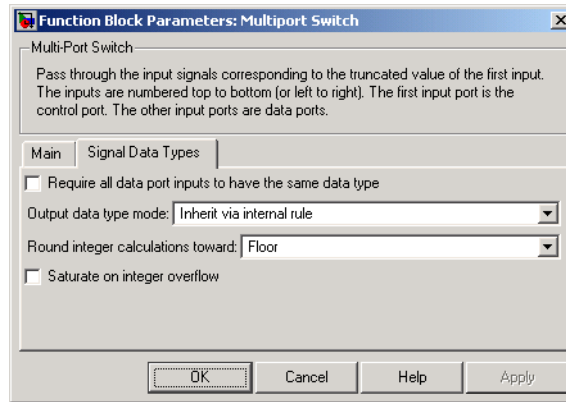 Function Block Parameters: Multiport Switch
Multi-Port Switch
Pass through the input signals corresponding to the truncated value of the first input.
The inputs are numbered top to bottom (or left to right). The first input port is the
control port. The other input ports are data ports.
Main Signal Data Types
Require all data port inputs to have the same data type
Output data type mode: Inherit via internal rule
Round integer calculations toward: Floor
Saturate on integer overflow
OK Cancel Help Apply